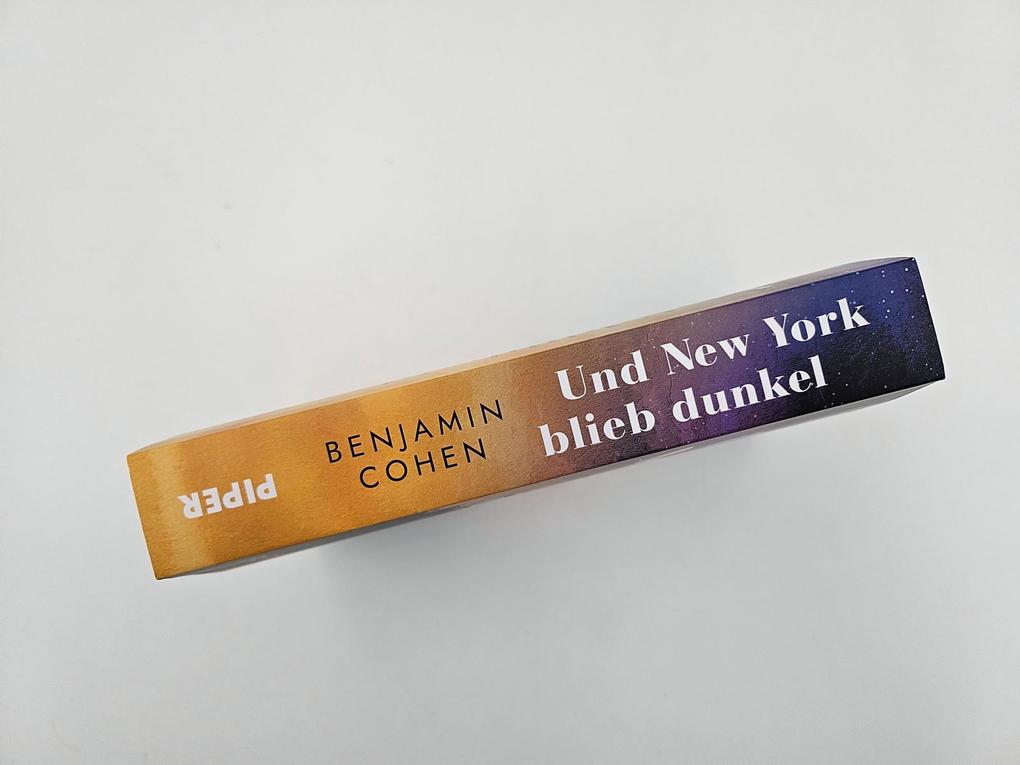 PIPER
BENJAMIN
COHEN
Und New York
blieb dunkel